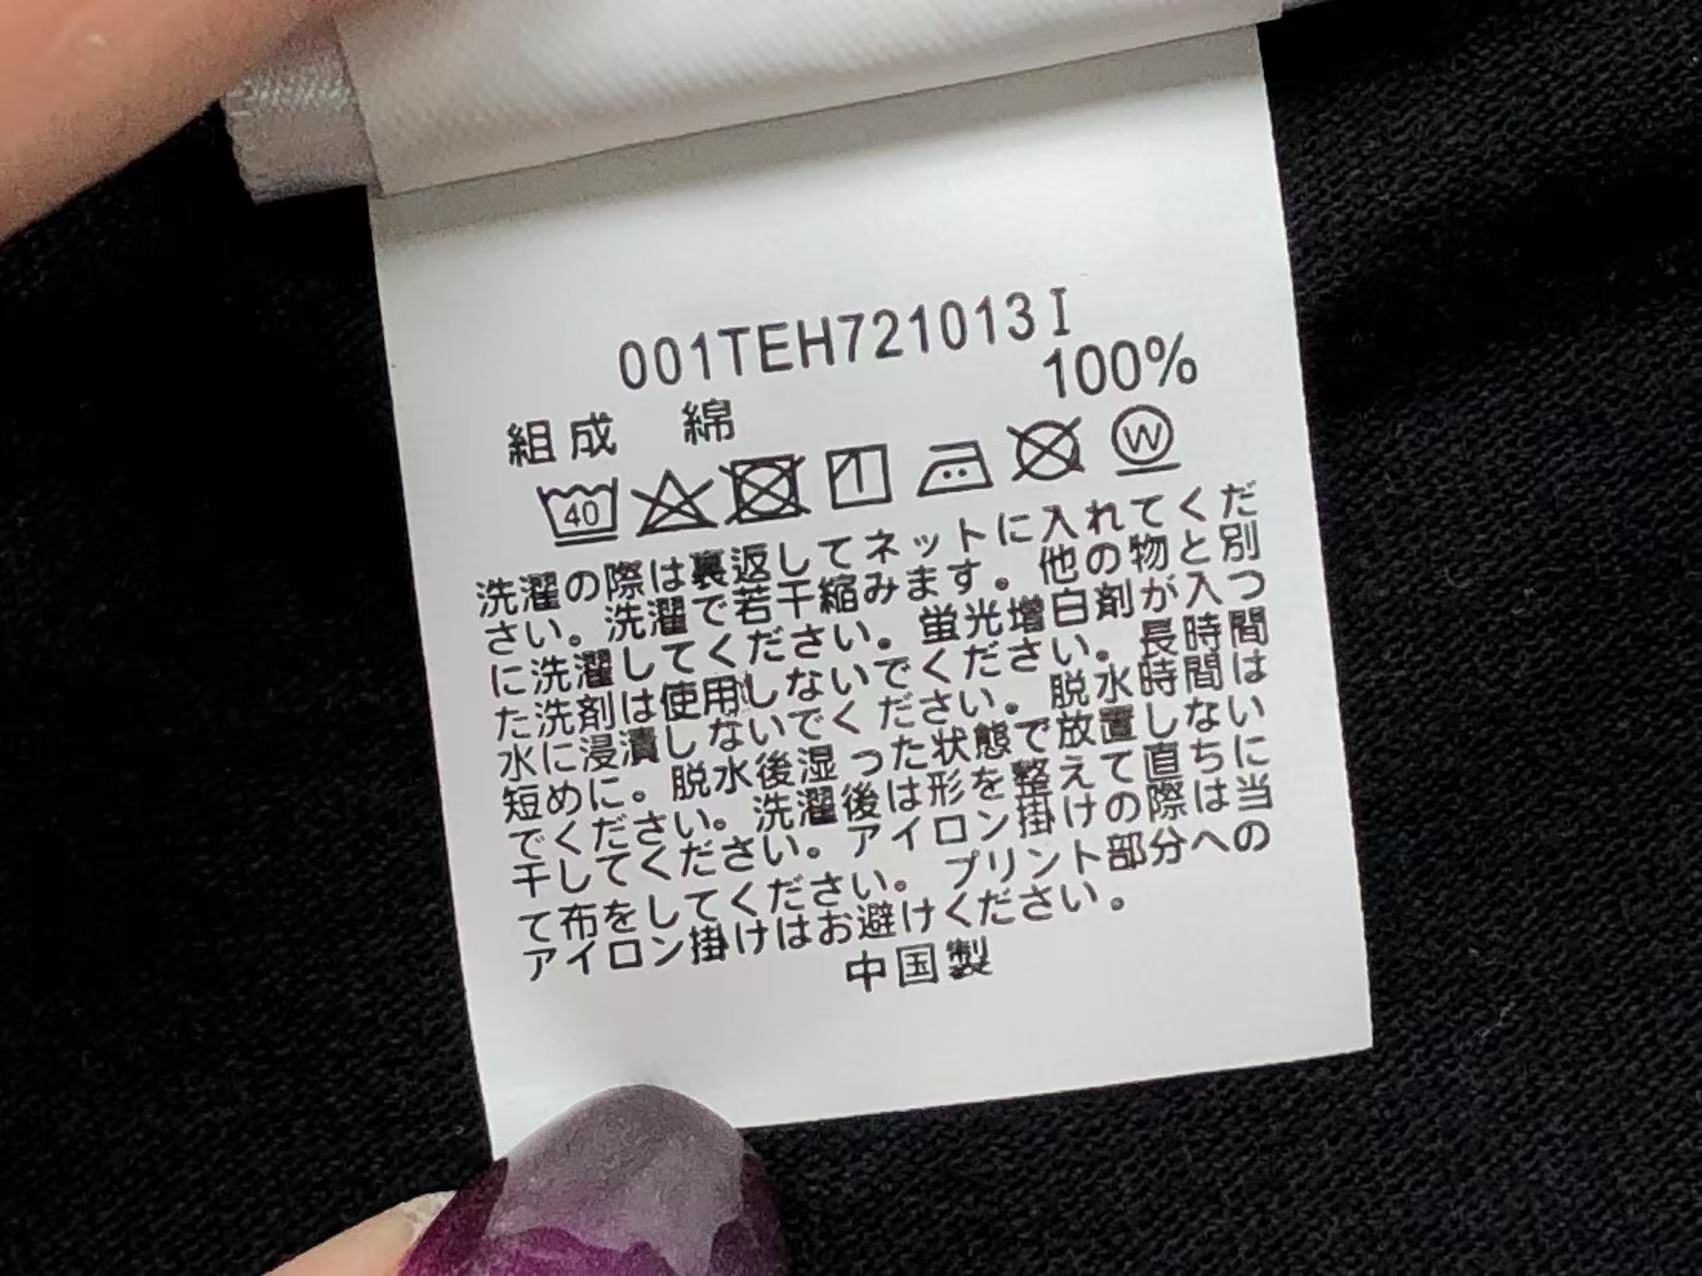 001TEH721013I
100%
組成 綿
40
W
洗濯の際は裏返してネットに入れてくだ
さい。洗濯で若干縮みます。他の物と別
に洗濯してください。蛍光増白剤が入つ
た洗剤は使用しないでください。長時間
水に浸漬しないでください。脱水時間は
短めに。脱水後湿った状態で放置しない
でください。洗濯後は形を整えて直ちに
干してください。アイロン掛けの際は当
て布をしてください。プリント部分への
アイロン掛けはお避けください。
中国製